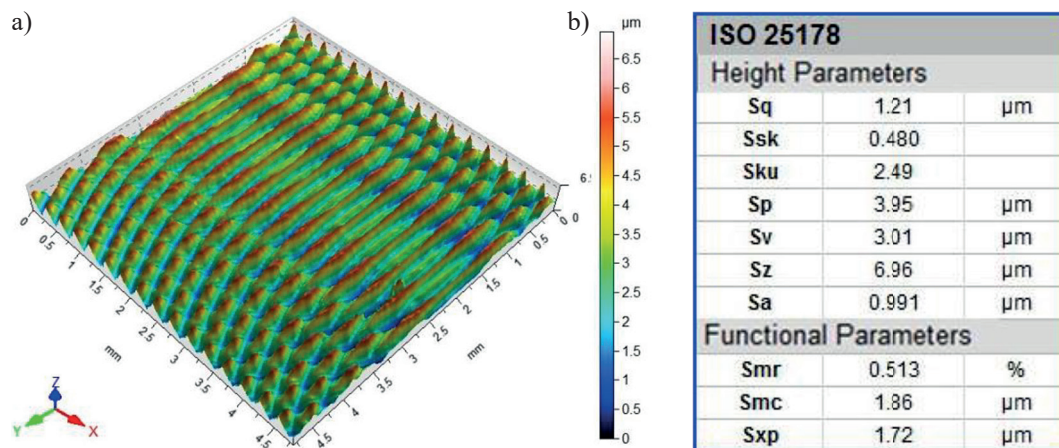 a)
b)
µm
6.5
6
5.5
5
4.5
4
3.5
3
2.5
2
1.5
1
0.5
0
6.
0
0
0.5
1
1.5
2
2.5
3
3.5
4
4.5
mm
0
0.5
1
1.5
2
2.5
3
3.5
4
4.5
mm
Z
Y
X
ISO 25178
Height Parameters
Sq 1.21 µm
Ssk 0.480
Sku 2.49
Sp 3.95 µm
Sv 3.01 µm
Sz 6.96 µm
Sa 0.991 µm
Functional Parameters
Smr 0.513 %
Smc 1.86 µm
Sxp 1.72 µm